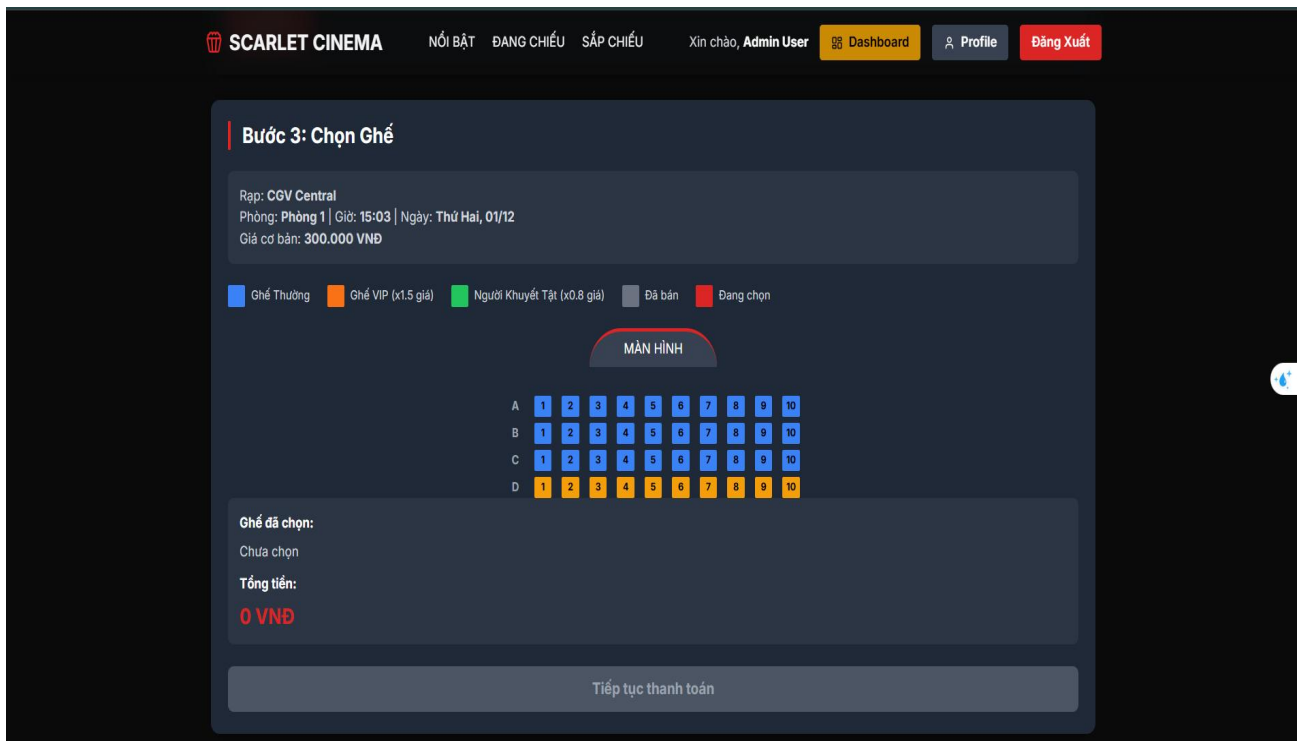 SCARLET CINEMA NỔI BẬT ĐANG CHIẾU SẮP CHIẾU Xin chào, Admin User Dashboard Profile Đăng Xuất
Bước 3: Chọn Ghế
Rạp: CGV Central
Phòng: Phòng 1 | Giờ: 15:03 | Ngày: Thứ Hai, 01/12
Giá cơ bản: 300.000 VNĐ
Ghế Thường Ghế VIP (x1.5 giá) Người Khuyết Tật (x0.8 giá) Đã bán Đang chọn
MÀN HÌNH
A 1 2 3 4 5 6 7 8 9 10
B 1 2 3 4 5 6 7 8 9 10
C 1 2 3 4 5 6 7 8 9 10
D 1 2 3 4 5 6 7 8 9 10
Ghế đã chọn:
Chưa chọn
Tổng tiền:
0 VNĐ
Tiếp tục thanh toán